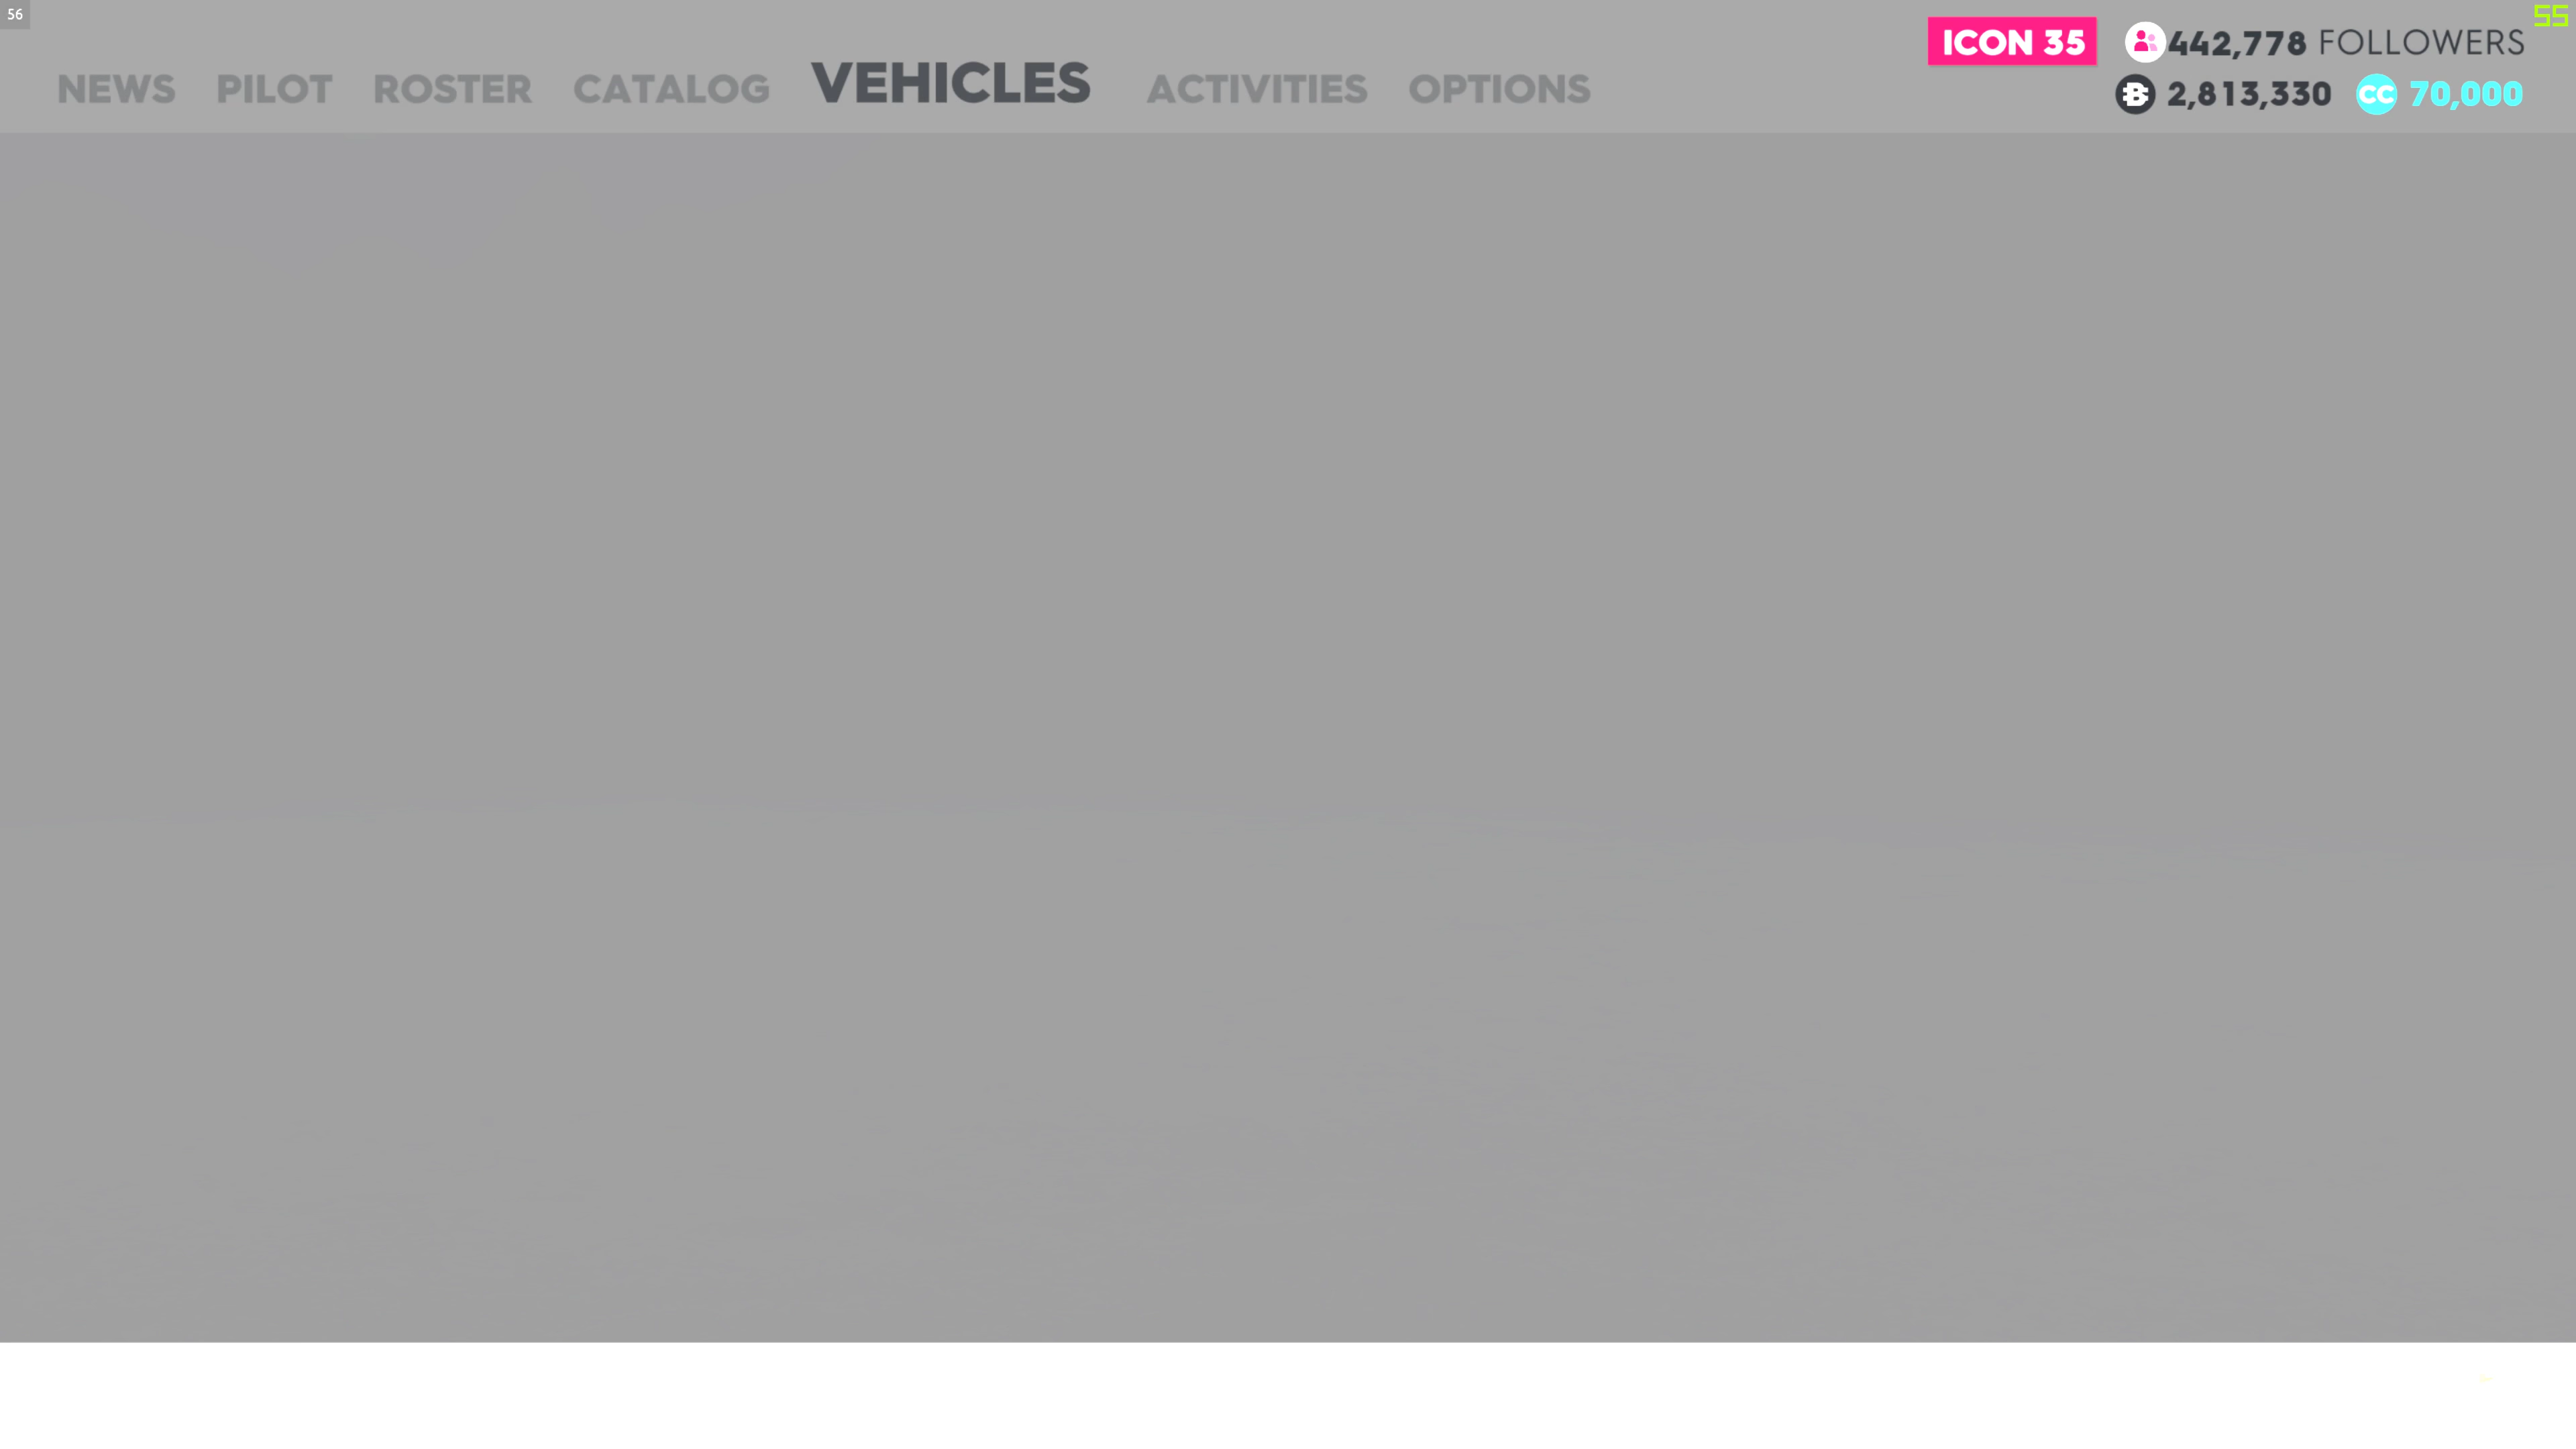 56
55
ICON 35 442,778 FOLLOWERS
NEWS PILOT ROSTER CATALOG VEHICLES ACTIVITIES OPTIONS
2,813,330 CC 70,000